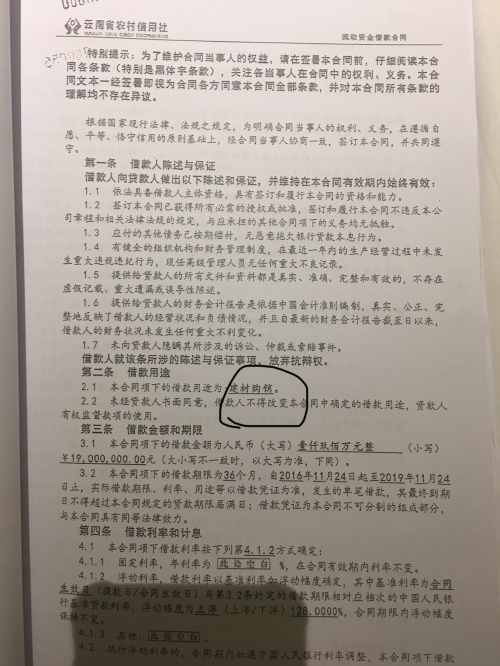 云南省农村信用社
流动资金借款合同
特别提示：为了维护合同当事人的权益，请在签署本合同前，仔细阅读本合
同各条款（特别是黑体字条款），关注各当事人在合同中的权利、义务。本合
同文本一经签署即视为合同各方同意本合同全部条款，并对本合同所有条款的
理解均不存在异议。
根据国家现行法律、法规之规定，为明确合同当事人的权利、义务，在遵循自
愿、平等、恪守信用的原则基础上，经合同当事人协商一致，签订本合同，并共同遵
守。
第一条 借款人陈述与保证
借款人向贷款人做出以下陈述和保证，并维持在本合同有效期内始终有效：
1.1 依法具备借款人主体资格，具有签订和履行本合同的资格和能力。
1.2 签订本合同已获得所有必需的授权或批准，签订和履行本合同不违反本公
司章程和相关法律法规的规定，与应承担的其他合同项下的义务均无抵触。
1.3 应付的其他债务已按期偿付，无恶意拖欠银行贷款本息行为。
1.4 有健全的组织机构和财务管理制度，在最近一年内的生产经营过程中未发
生重大违规违纪行为，现任高级管理人员无任何重大不良记录。
1.5 提供给贷款人的所有文件和资料都是真实、准确、完整和有效的，不存在
虚假记载、重大遗漏或误导性陈述。
1.6 提供给贷款人的财务会计报告是依据中国会计准则编制，真实、公正、完
整地反映了借款人的经营状况和负债情况，并且自最新的财务会计报告截至日以来，
借款人的财务状况未发生任何重大不利变化。
1.7 未向贷款人隐瞒其所涉及的诉讼、仲裁或索赔事件。
借款人就该条所涉的陈述与保证事项，放弃抗辩权。
第二条 借款用途
2.1 本合同项下的借款用途为建材购销。
2.2 未经贷款人书面同意，借款人不得改变本合同中确定的借款用途，贷款人
有权监督款项的使用。
第三条 借款金额和期限
3.1 本合同项下的借款金额为人民币（大写）壹仟玖佰万元整 （小写）
￥19,000,000.00元（大小写不一致时，以大写为准，下同）。
3.2 本合同项下的借款期限为36个月，自2016年11月24日起至2019年11月24
日止，实际借款期限、利率、用途等以借款凭证为准，发生的单笔借款，其最终到期
日不得超过本合同规定的贷款期限届满日；借款凭证为本合同不可分割的组成部分，
与本合同具有同等法律效力。
第四条 借款利率和计息
4.1 本合同项下借款利率按下列第4.1.2方式确定：
4.1.1 固定利率，年利率为 此处空白 %，在合同有效期内利率不变。
4.1.2 浮动利率，借款利率以基准利率加浮动幅度确定，其中基准利率为合同
生效日（提款日/合同生效日）与3.2条约定的借款期限相对应档次的中国人民银
行基准贷款利率，浮动幅度为上浮（上浮/下浮）128.0000%，合同期限内浮动幅度
保持不变。
4.1.3 其他：此处空白。
4.2 执行浮动利率的，合同期内如遇中国人民银行利率调整，本合同项下借款